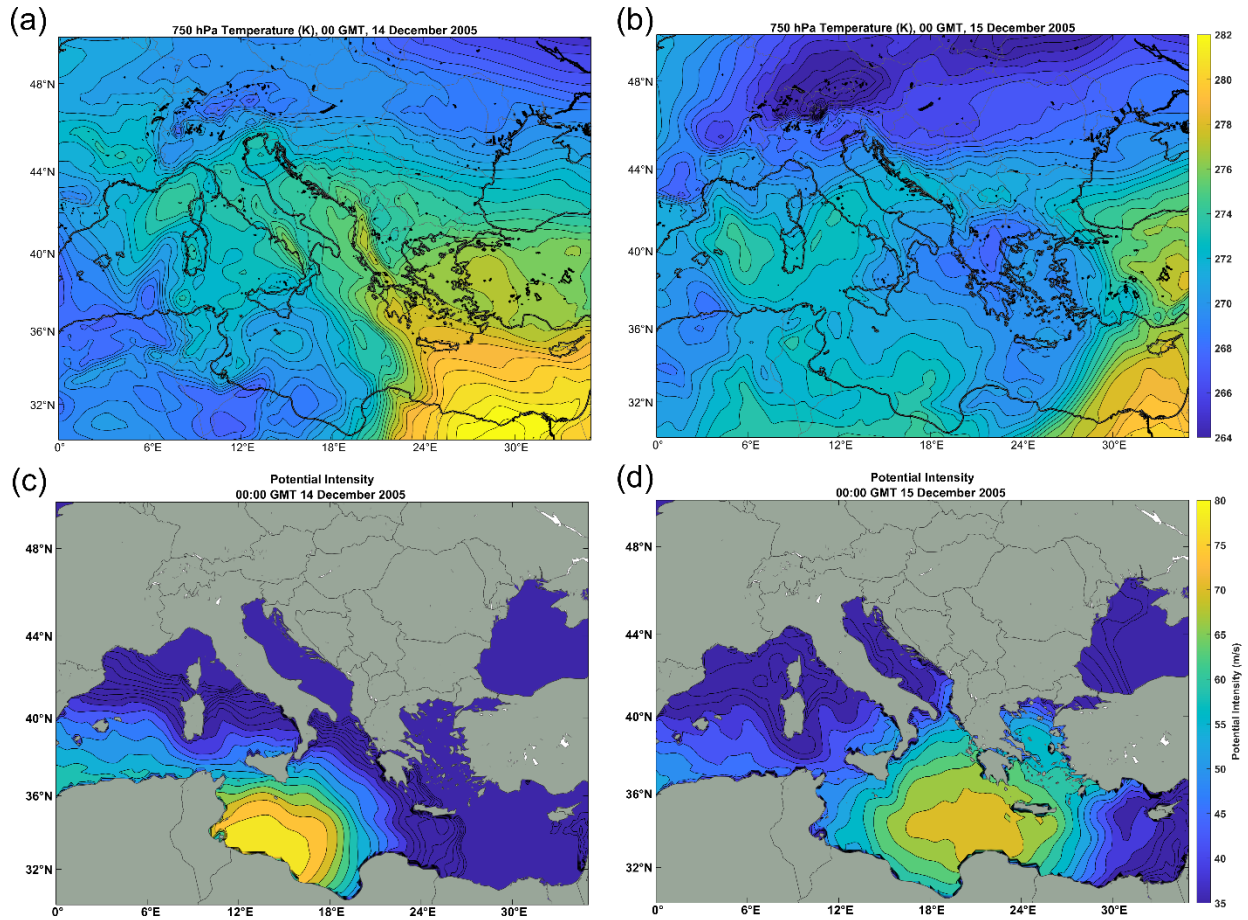 (a)
750 hPa Temperature (K), 00 GMT, 14 December 2005
48°N
44°N
40°N
36°N
32°N
0°
6°E
12°E
18°E
24°E
30°E
(b)
750 hPa Temperature (K), 00 GMT, 15 December 2005
48°N
44°N
40°N
36°N
32°N
0°
6°E
12°E
18°E
24°E
30°E
282
280
278
276
274
272
270
268
266
264
(c)
Potential Intensity
00:00 GMT 14 December 2005
48°N
44°N
40°N
36°N
32°N
0°
6°E
12°E
18°E
24°E
30°E
(d)
Potential Intensity
00:00 GMT 15 December 2005
48°N
44°N
40°N
36°N
32°N
0°
6°E
12°E
18°E
24°E
30°E
80
75
70
65
60
55
50
45
40
35
Potential Intensity (m/s)